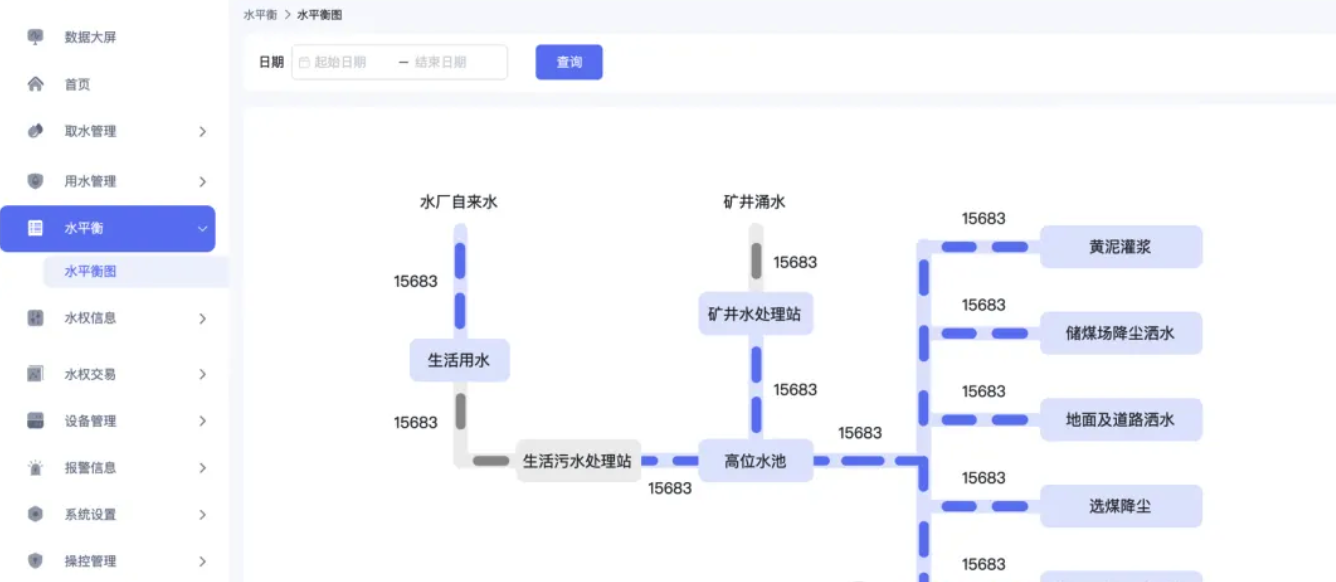 水平衡 > 水平衡图
数据大屏
首页
取水管理
用水管理
水平衡
水平衡图
水权信息
水权交易
设备管理
报警信息
系统设置
操控管理
日期 起始日期 — 结束日期 查询
水厂自来水
矿井涌水
15683
黄泥灌浆
15683
15683
矿井水处理站
15683
储煤场降尘洒水
生活用水
15683
15683
地面及道路洒水
15683
15683
生活污水处理站
高位水池
15683
15683
选煤降尘
15683